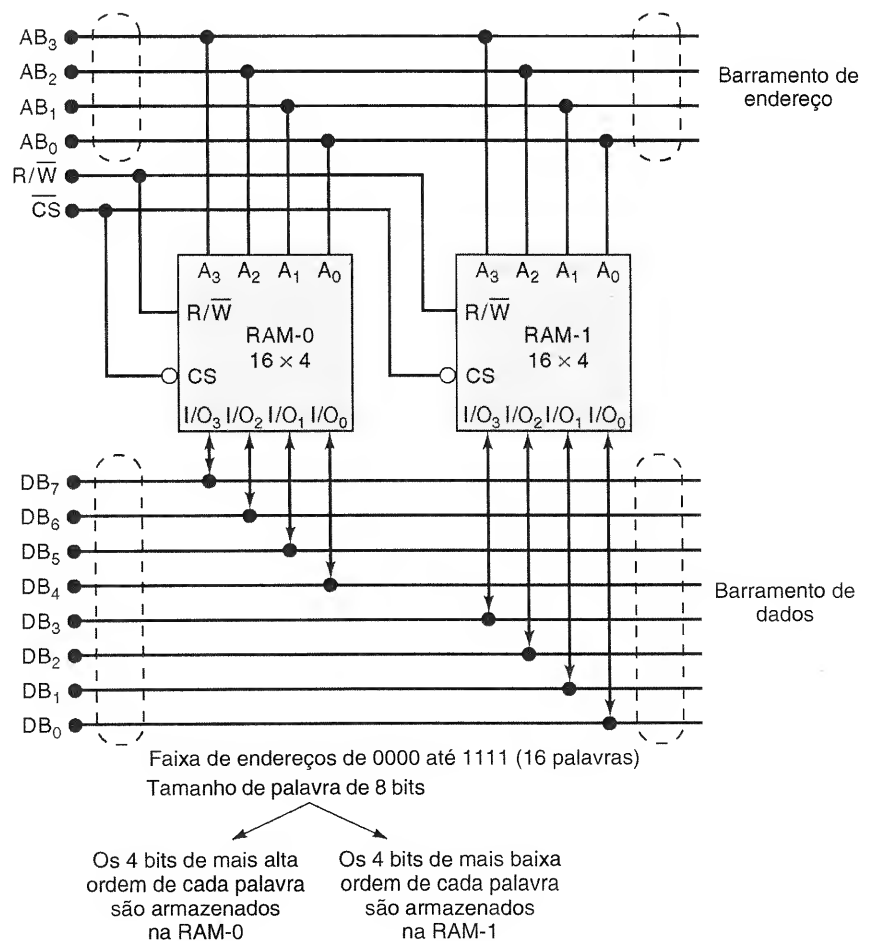 AB₃
AB₂
AB₁
AB₀
R/W̅
C̅S̅
Barramento de
endereço
A₃ A₂ A₁ A₀
R/W̅
RAM-0
16 × 4
CS
I/O₃ I/O₂ I/O₁ I/O₀
A₃ A₂ A₁ A₀
R/W̅
RAM-1
16 × 4
CS
I/O₃ I/O₂ I/O₁ I/O₀
DB₇
DB₆
DB₅
DB₄
DB₃
DB₂
DB₁
DB₀
Barramento de
dados
Faixa de endereços de 0000 até 1111 (16 palavras)
Tamanho de palavra de 8 bits
Os 4 bits de mais alta
ordem de cada palavra
são armazenados
na RAM-0
Os 4 bits de mais baixa
ordem de cada palavra
são armazenados
na RAM-1